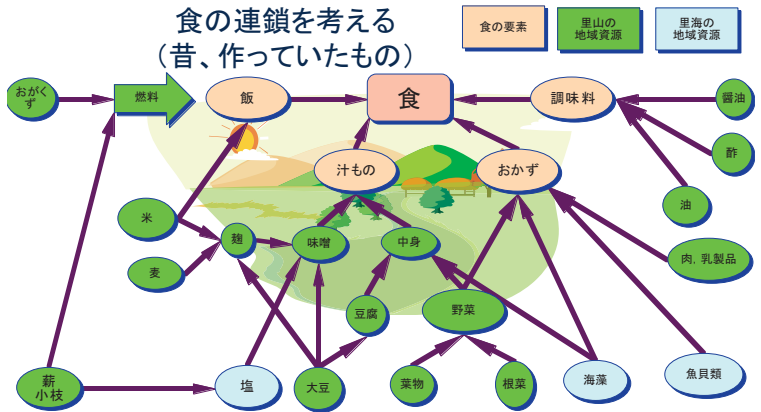 食の連鎖を考える
（昔、作っていたもの）
食の要素
里山の
地域資源
里海の
地域資源
おがく
ず
燃料
飯
食
調味料
醤油
酢
油
汁もの
おかず
米
麹
味噌
中身
麦
肉，乳製品
豆腐
野菜
薪
小枝
塩
大豆
葉物
根菜
海藻
魚貝類